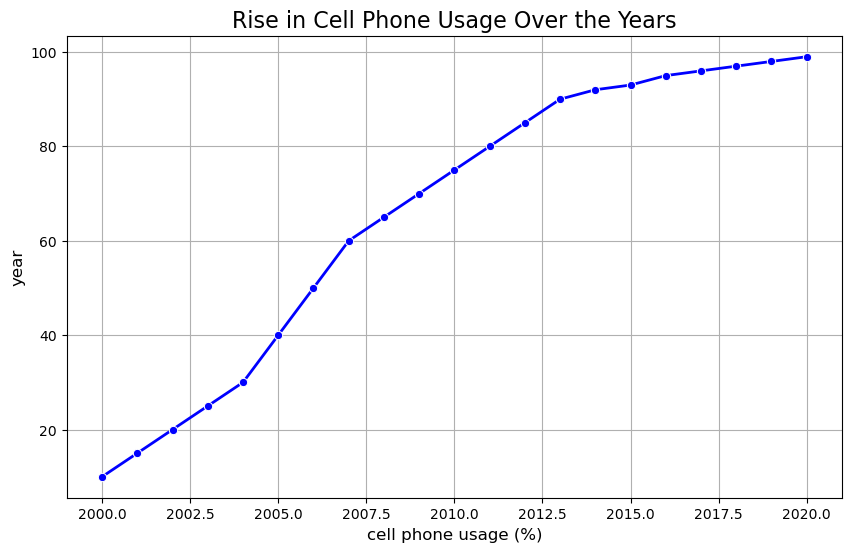 Rise in Cell Phone Usage Over the Years
100
80
60
40
20
year
2000.0 2002.5 2005.0 2007.5 2010.0 2012.5 2015.0 2017.5 2020.0
cell phone usage (%)